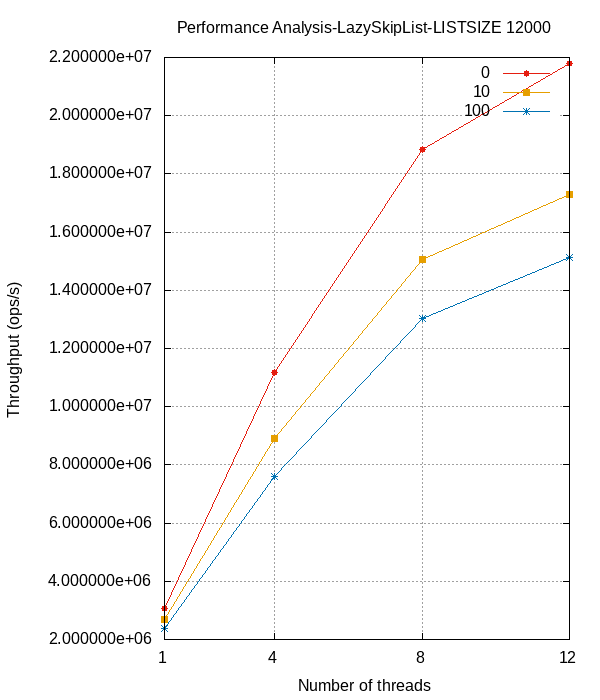 Performance Analysis-LazySkipList-LISTSIZE 12000
2.200000e+07
2.000000e+07
1.800000e+07
1.600000e+07
1.400000e+07
1.200000e+07
1.000000e+07
8.000000e+06
6.000000e+06
4.000000e+06
2.000000e+06
Throughput (ops/s)
0
10
100
1 4 8 12
Number of threads